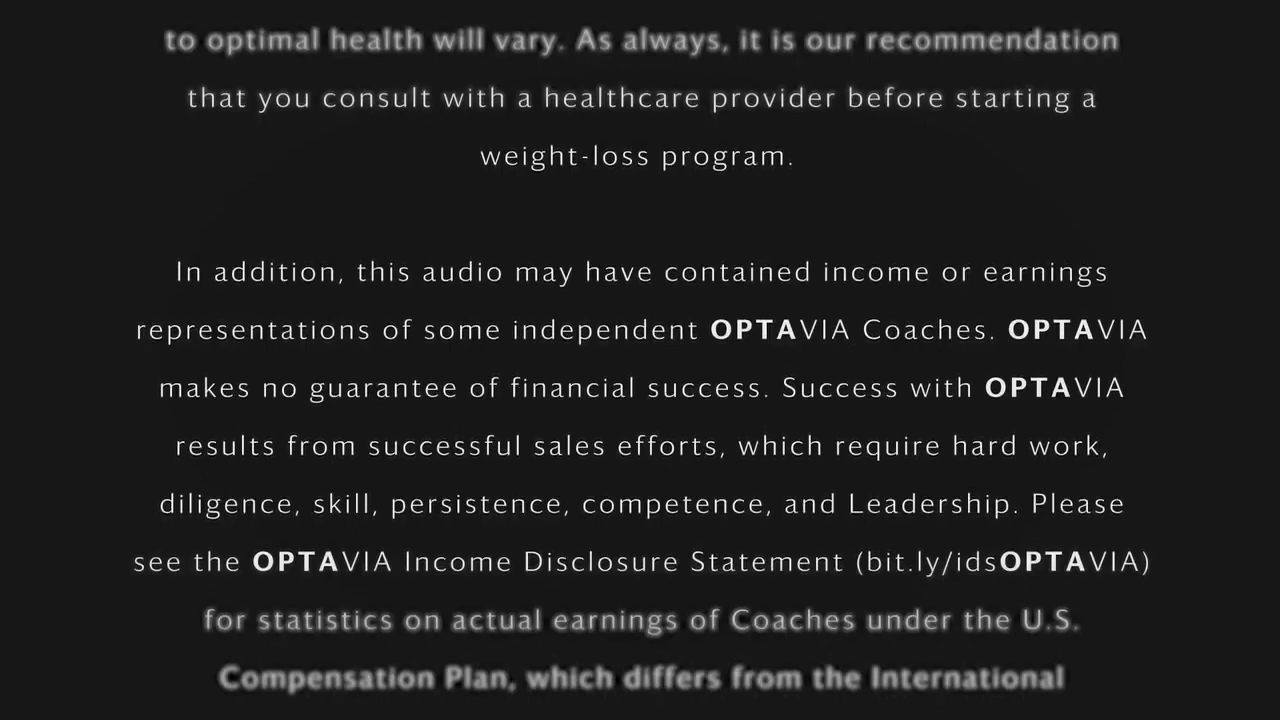 to optimal health will vary. As always, it is our recommendation
that you consult with a healthcare provider before starting a
weight-loss program.
In addition, this audio may have contained income or earnings
representations of some independent OPTAVIA Coaches. OPTAVIA
makes no guarantee of financial success. Success with OPTAVIA
results from successful sales efforts, which require hard work,
diligence, skill, persistence, competence, and Leadership. Please
see the OPTAVIA Income Disclosure Statement (bit.ly/idsOPTAVIA)
for statistics on actual earnings of Coaches under the U.S.
Compensation Plan, which differs from the International